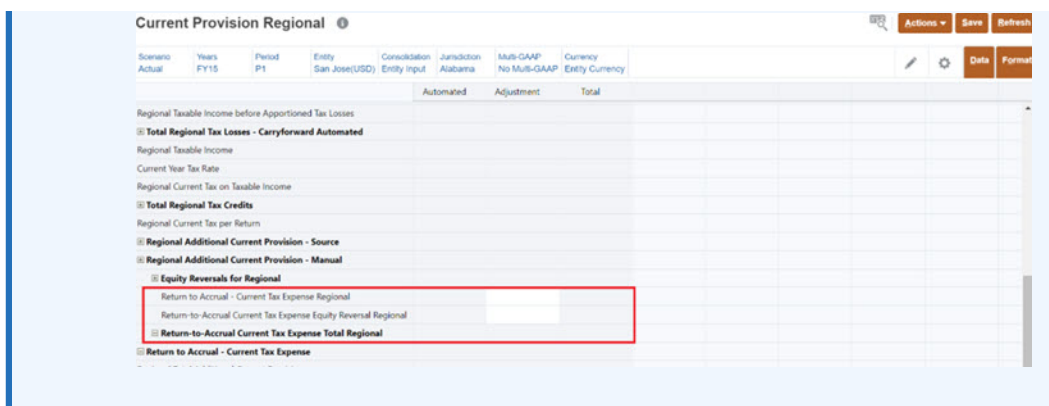 Current Provision Regional
Actions Save Refresh
Scenario Years Period Entity Consolidation Jurisdiction Multi-GAAP Currency
Actual FY15 P1 San Jose(USD) Entity Input Alabama No Multi-GAAP Entity Currency
Data Format
Automated Adjustment Total
Regional Taxable Income before Apportioned Tax Losses
Total Regional Tax Losses - Carryforward Automated
Regional Taxable Income
Current Year Tax Rate
Regional Current Tax on Taxable Income
Total Regional Tax Credits
Regional Current Tax per Return
Regional Additional Current Provision - Source
Regional Additional Current Provision - Manual
Equity Reversals for Regional
Return to Accrual - Current Tax Expense Regional
Return-to-Accrual Current Tax Expense Equity Reversal Regional
Return-to-Accrual Current Tax Expense Total Regional
Return to Accrual - Current Tax Expense